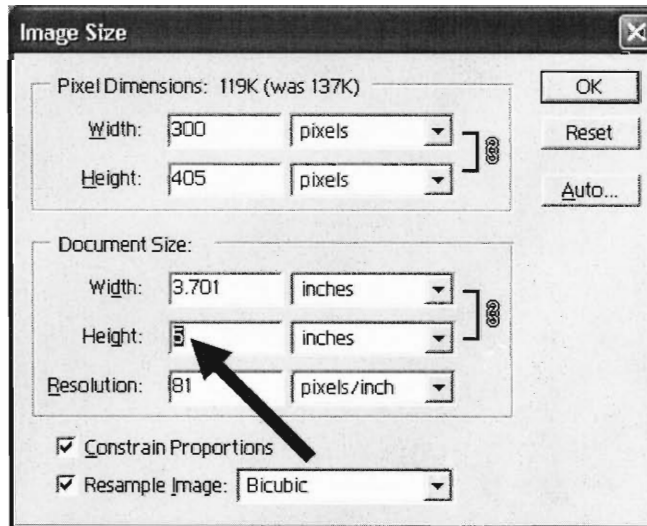 Image Size
Pixel Dimensions: 119K (was 137K)
OK
Width: 300 pixels
Reset
Height: 405 pixels
Auto...
Document Size:
Width: 3.701 inches
Height: 5 inches
Resolution: 81 pixels/inch
Constrain Proportions
Resample Image: Bicubic